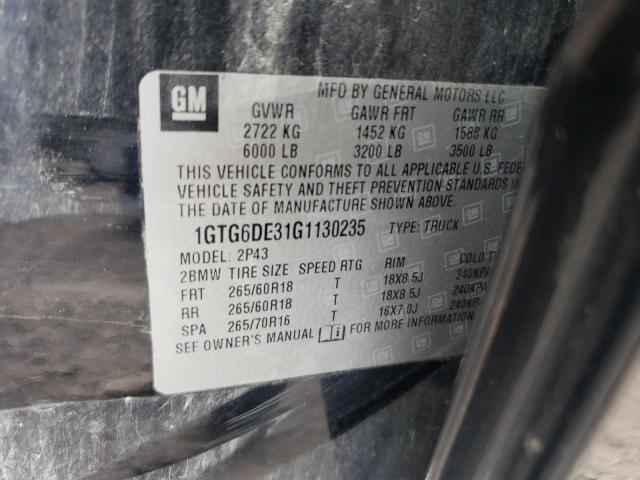 GM
MFD BY GENERAL MOTORS LLC
GVWR GAWR FRT GAWR RR
2722 KG 1452 KG 1588 KG
6000 LB 3200 LB 3500 LB
THIS VEHICLE CONFORMS TO ALL APPLICABLE U.S. FEDE
VEHICLE SAFETY AND THEFT PREVENTION STANDARDS IN
THE DATE OF MANUFACTURE SHOWN ABOVE.
1GTG6DE31G1130235 TYPE: TRUCK
MODEL: 2P43
2BMW TIRE SIZE SPEED RTG RIM COLD
FRT 265/60R18 T 18X8.5J 240KPA
RR 265/60R18 T 18X8.5J 240KPA
SPA 265/70R16 T 16X7.0J 240KPA
SEE OWNER'S MANUAL FOR MORE INFORMATION